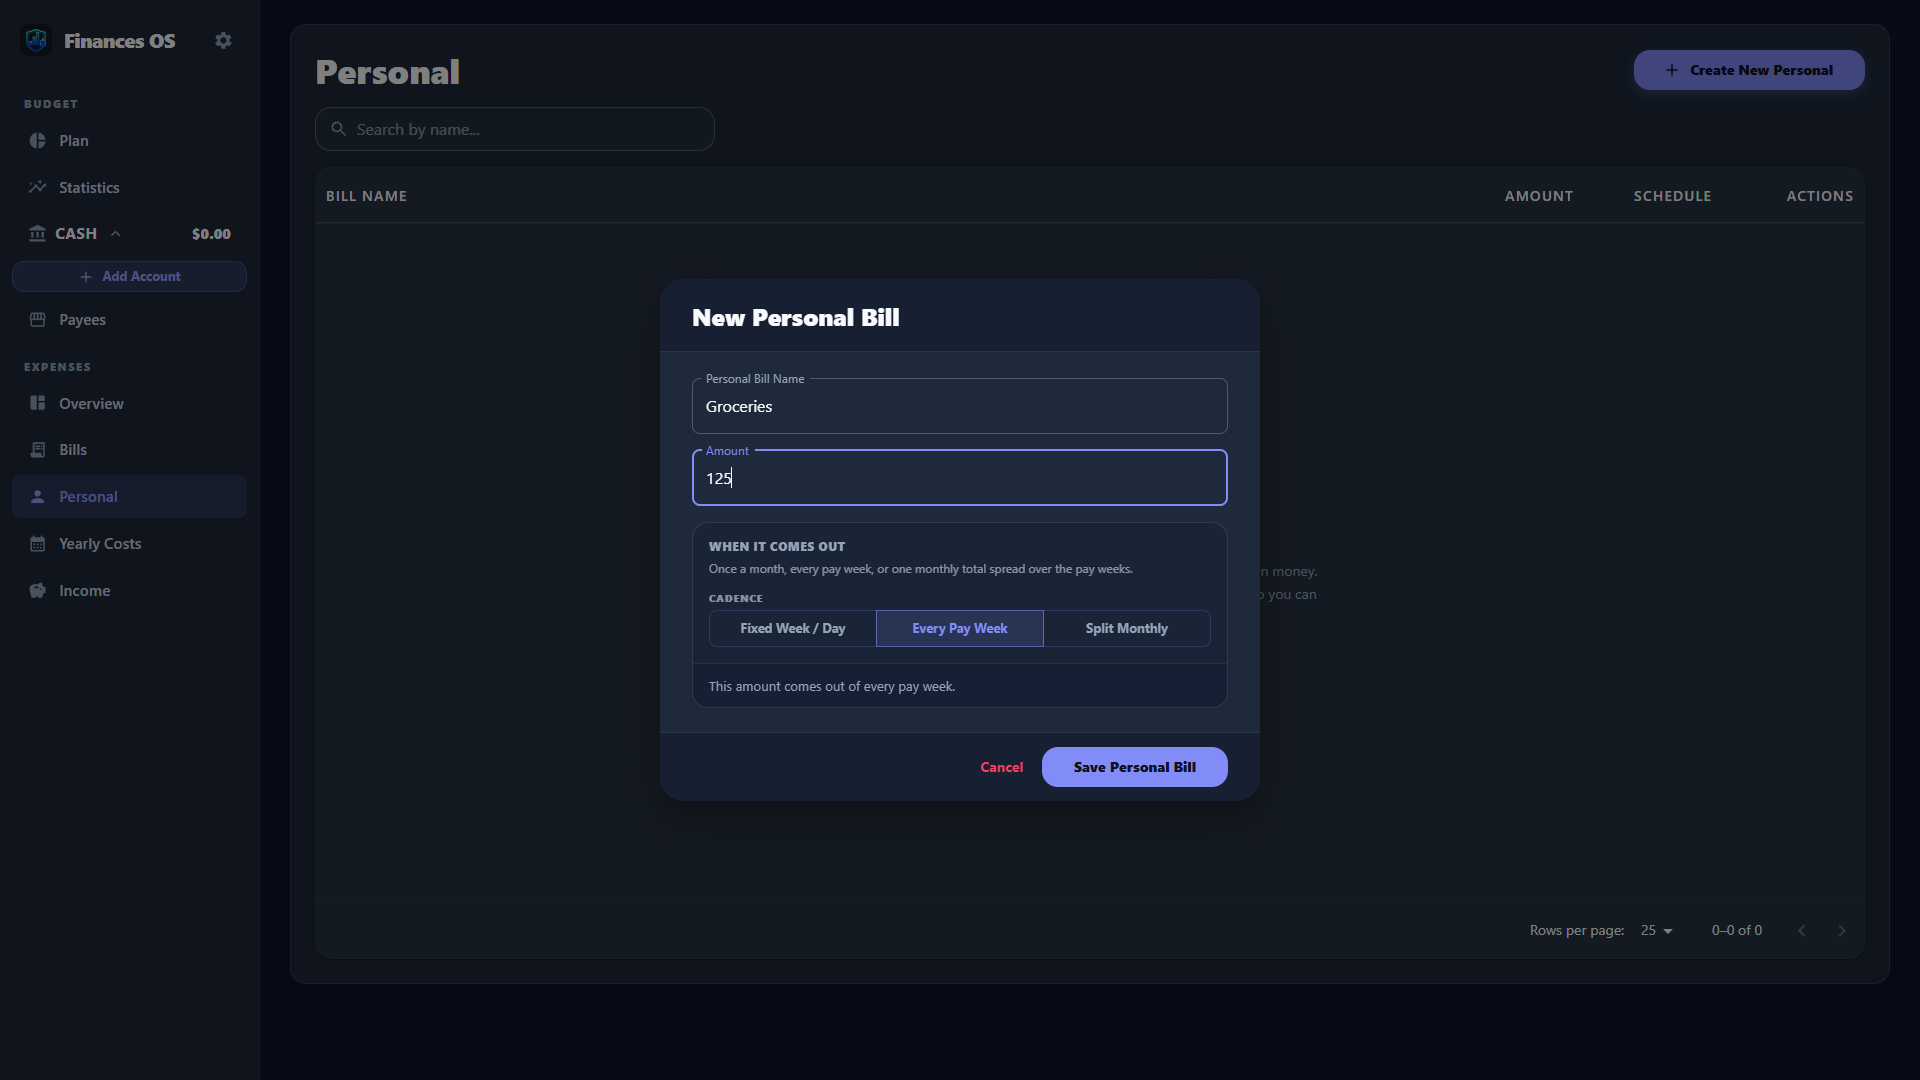 Finances OS
BUDGET
Plan
Statistics
CASH $0.00
+ Add Account
Payees
EXPENSES
Overview
Bills
Personal
Yearly Costs
Income
Personal
+ Create New Personal
Search by name...
BILL NAME AMOUNT SCHEDULE ACTIONS
n money.
you can
New Personal Bill
Personal Bill Name
Groceries
Amount
125
WHEN IT COMES OUT
Once a month, every pay week, or one monthly total spread over the pay weeks.
CADENCE
Fixed Week / Day Every Pay Week Split Monthly
This amount comes out of every pay week.
Cancel Save Personal Bill
Rows per page: 25 0–0 of 0